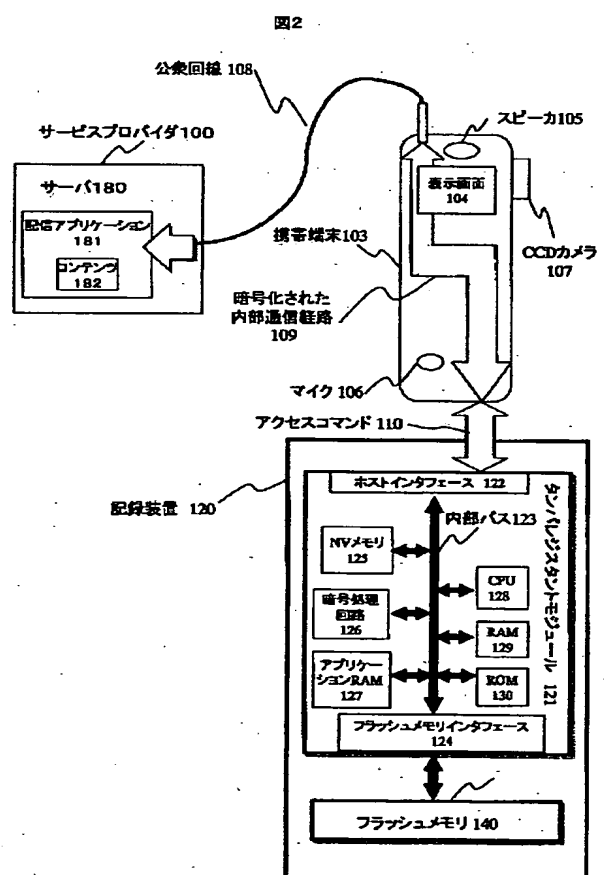 図2
公衆回線 108
サービスプロバイダ100
サーバ180
配信アプリケーション
181
コンテンツ
182
スピーカ105
表示画面
104
携帯端末103
CCDカメラ
107
暗号化された
内部通信経路
109
マイク106
アクセスコマンド 110
記録装置 120
ホストインタフェース 122
内部バス123
タンパレジスタントモジュール 121
NVメモリ
125
CPU
128
暗号処理
回路
126
RAM
129
アプリケー
ションRAM
127
ROM
130
フラッシュメモリインタフェース
124
フラッシュメモリ 140